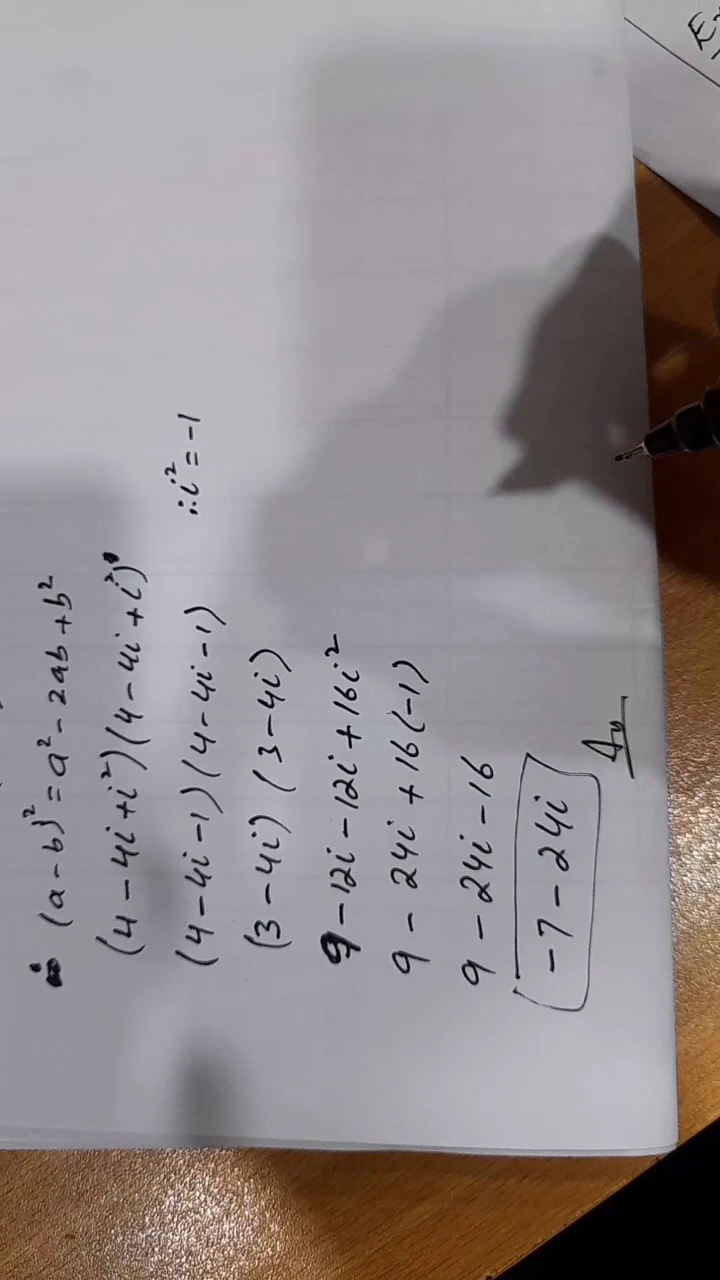 ∴ (a-b)² = a² - 2ab + b²
(4 - 4i + i²)(4 - 4i + i²)
(4 - 4i - 1)(4 - 4i - 1) ∴ i² = -1
(3 - 4i)(3 - 4i)
9 - 12i - 12i + 16i²
9 - 24i + 16(-1)
9 - 24i - 16
-7 - 24i